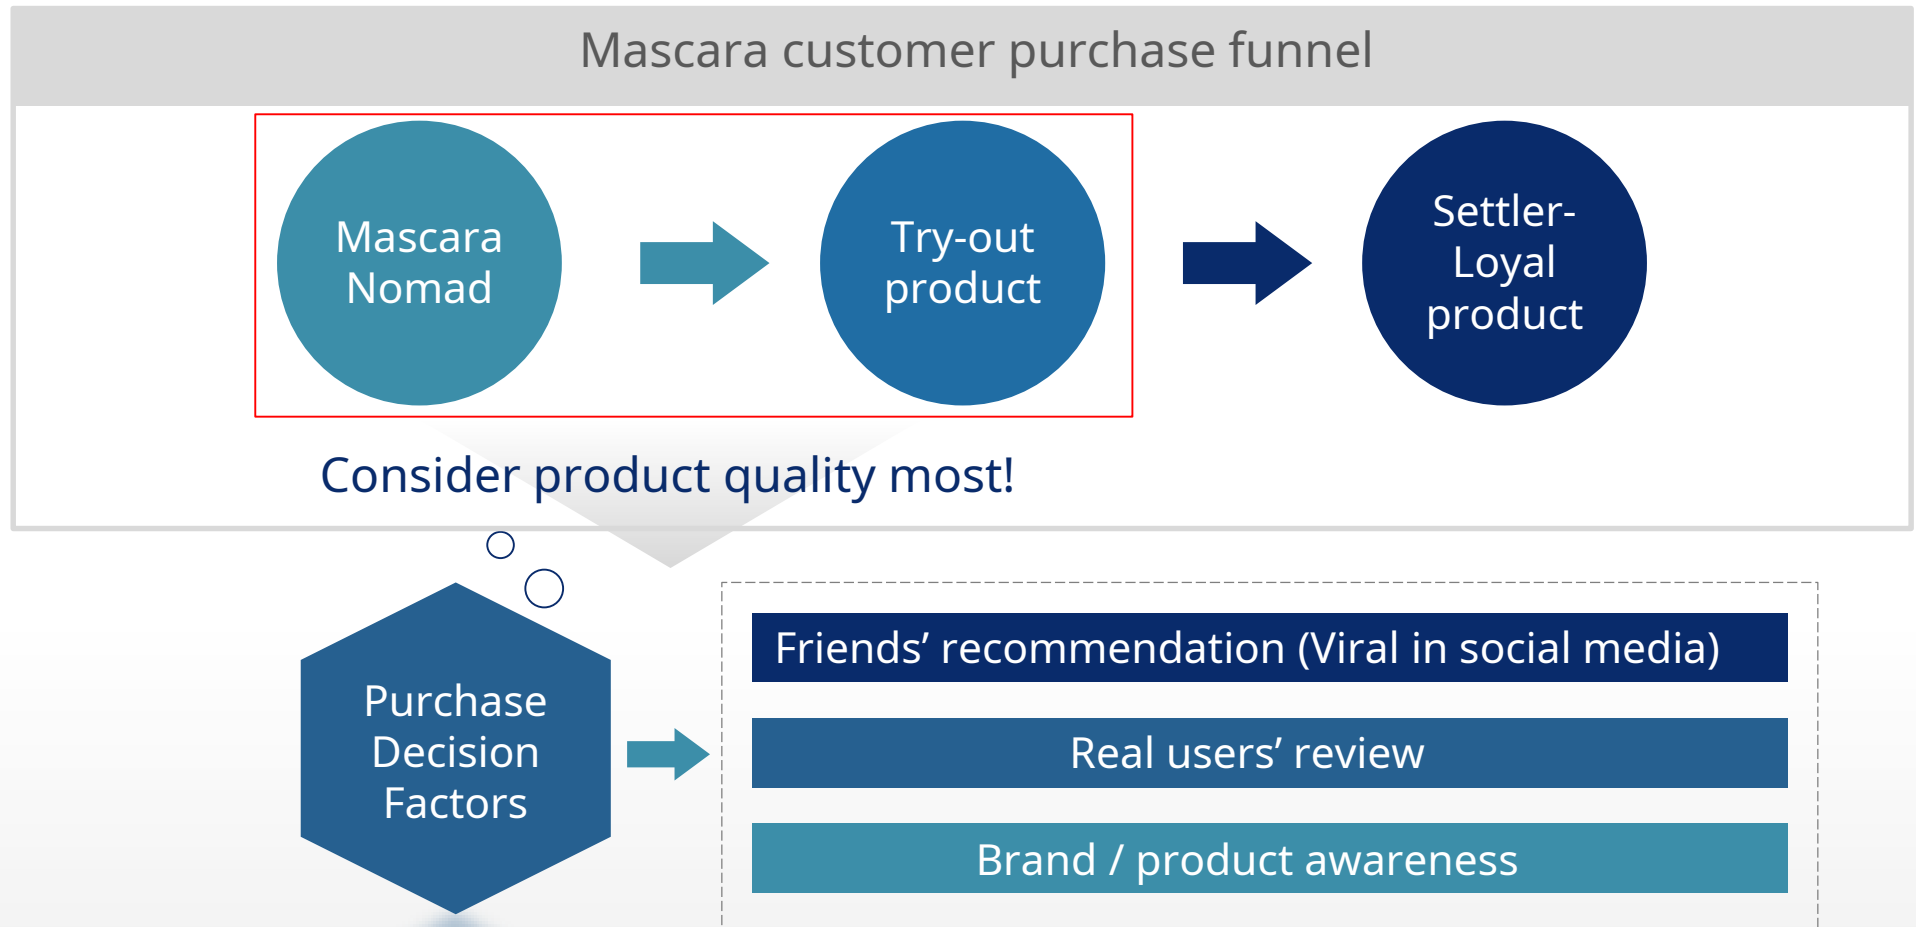 Mascara customer purchase funnel
Mascara
Nomad
Try-out
product
Settler-
Loyal
product
Consider product quality most!
Purchase
Decision
Factors
Friends’ recommendation (Viral in social media)
Real users’ review
Brand / product awareness